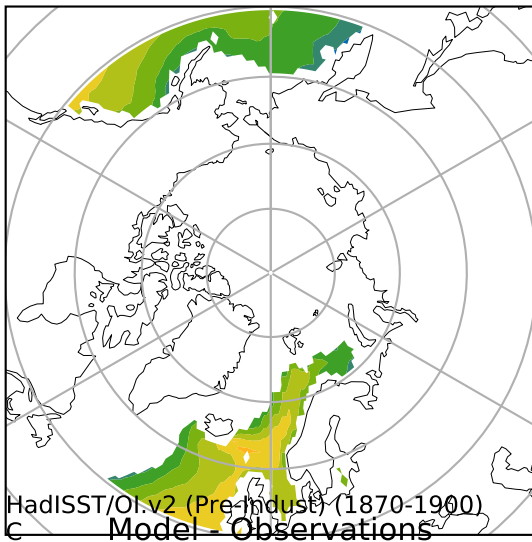 HadISST/OI.v2 (Pre-Indust) (1870-1900)
C Model - Observations